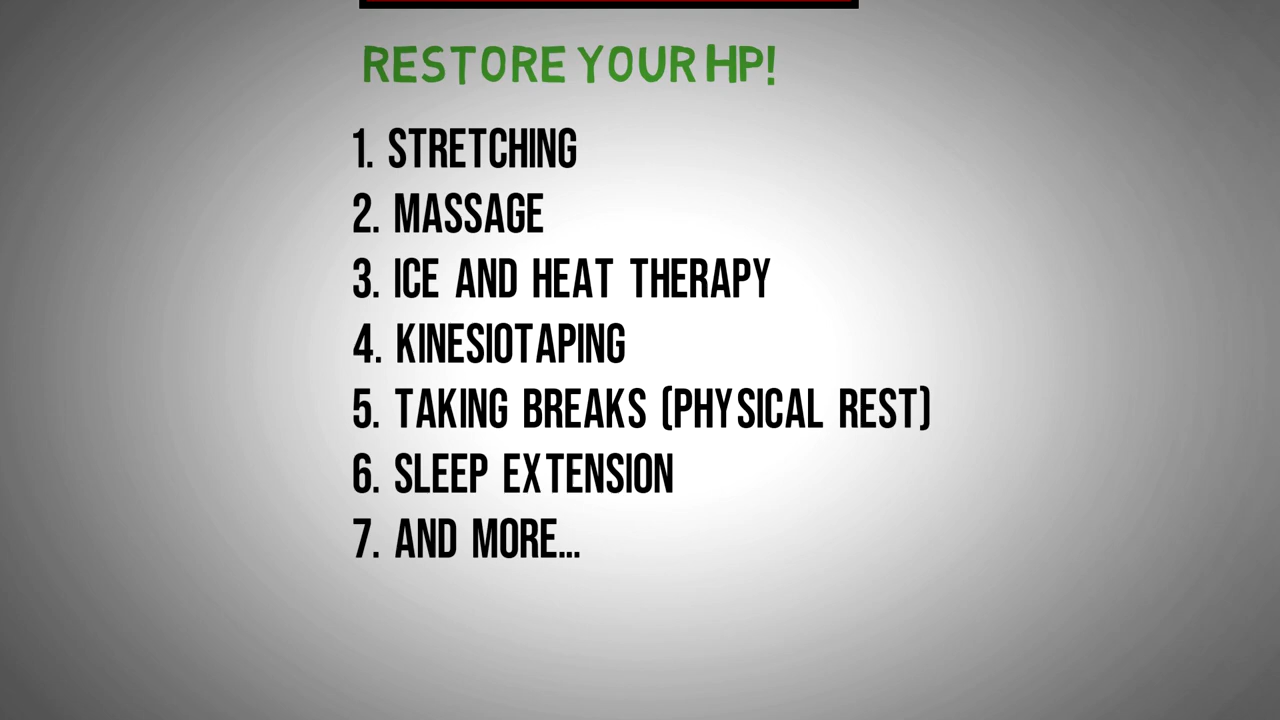 RESTORE YOUR HP!
1. STRETCHING
2. MASSAGE
3. ICE AND HEAT THERAPY
4. KINESIOTAPING
5. TAKING BREAKS (PHYSICAL REST)
6. SLEEP EXTENSION
7. AND MORE...